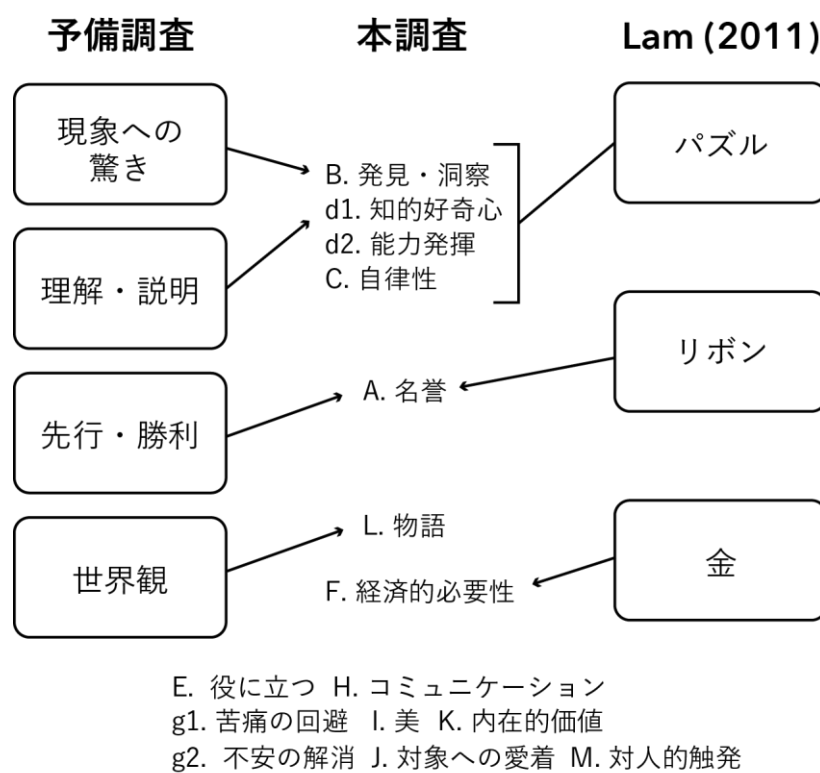 予備調査
本調査
Lam (2011)
現象への
驚き
理解・説明
先行・勝利
世界観
B. 発見・洞察
d1. 知的好奇心
d2. 能力発揮
C. 自律性
A. 名誉
L. 物語
F. 経済的必要性
パズル
リボン
金
E. 役に立つ H. コミュニケーション
g1. 苦痛の回避 I. 美 K. 内在的価値
g2. 不安の解消 J. 対象への愛着 M. 対人的触発